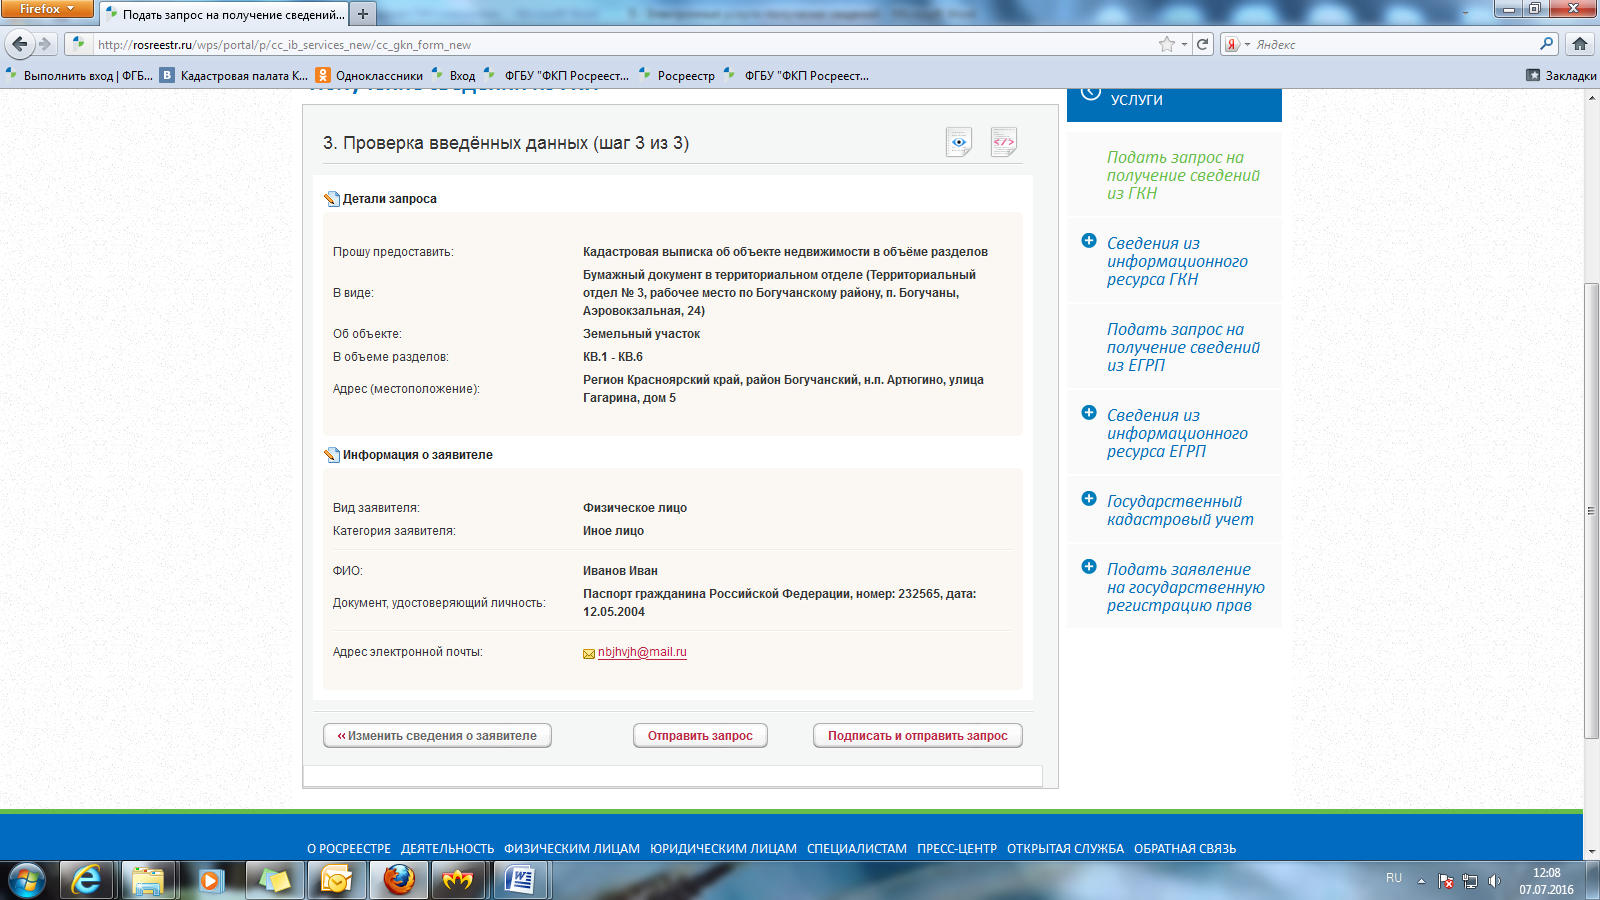 Firefox
Подать запрос на получение сведений...
http://rosreestr.ru/wps/portal/p/cc_ib_services_new/cc_gkn_form_new
Яндекс
Выполнить вход | ФГБ...
Кадастровая палата К...
Одноклассники
Вход
ФГБУ "ФКП Росреест...
Росреестр
ФГБУ "ФКП Росреест...
Закладки
УСЛУГИ
3. Проверка введённых данных (шаг 3 из 3)
Детали запроса
Прошу предоставить: Кадастровая выписка об объекте недвижимости в объёме разделов
В виде: Бумажный документ в территориальном отделе (Территориальный
отдел № 3, рабочее место по Богучанскому району, п. Богучаны,
Аэровокзальная, 24)
Об объекте: Земельный участок
В объеме разделов: КВ.1 - КВ.6
Адрес (местоположение): Регион Красноярский край, район Богучанский, н.п. Артюгино, улица
Гагарина, дом 5
Информация о заявителе
Вид заявителя: Физическое лицо
Категория заявителя: Иное лицо
ФИО: Иванов Иван
Документ, удостоверяющий личность: Паспорт гражданина Российской Федерации, номер: 232565, дата:
12.05.2004
Адрес электронной почты: nbjhvjh@mail.ru
Изменить сведения о заявителе
Отправить запрос
Подписать и отправить запрос
Подать запрос на
получение сведений
из ГКН
Сведения из
информационного
ресурса ГКН
Подать запрос на
получение сведений
из ЕГРП
Сведения из
информационного
ресурса ЕГРП
Государственный
кадастровый учет
Подать заявление
на государственную
регистрацию прав
О РОСРЕЕСТРЕ ДЕЯТЕЛЬНОСТЬ ФИЗИЧЕСКИМ ЛИЦАМ ЮРИДИЧЕСКИМ ЛИЦАМ СПЕЦИАЛИСТАМ ПРЕСС-ЦЕНТР ОТКРЫТАЯ СЛУЖБА ОБРАТНАЯ СВЯЗЬ
RU
12:08
07.07.2016